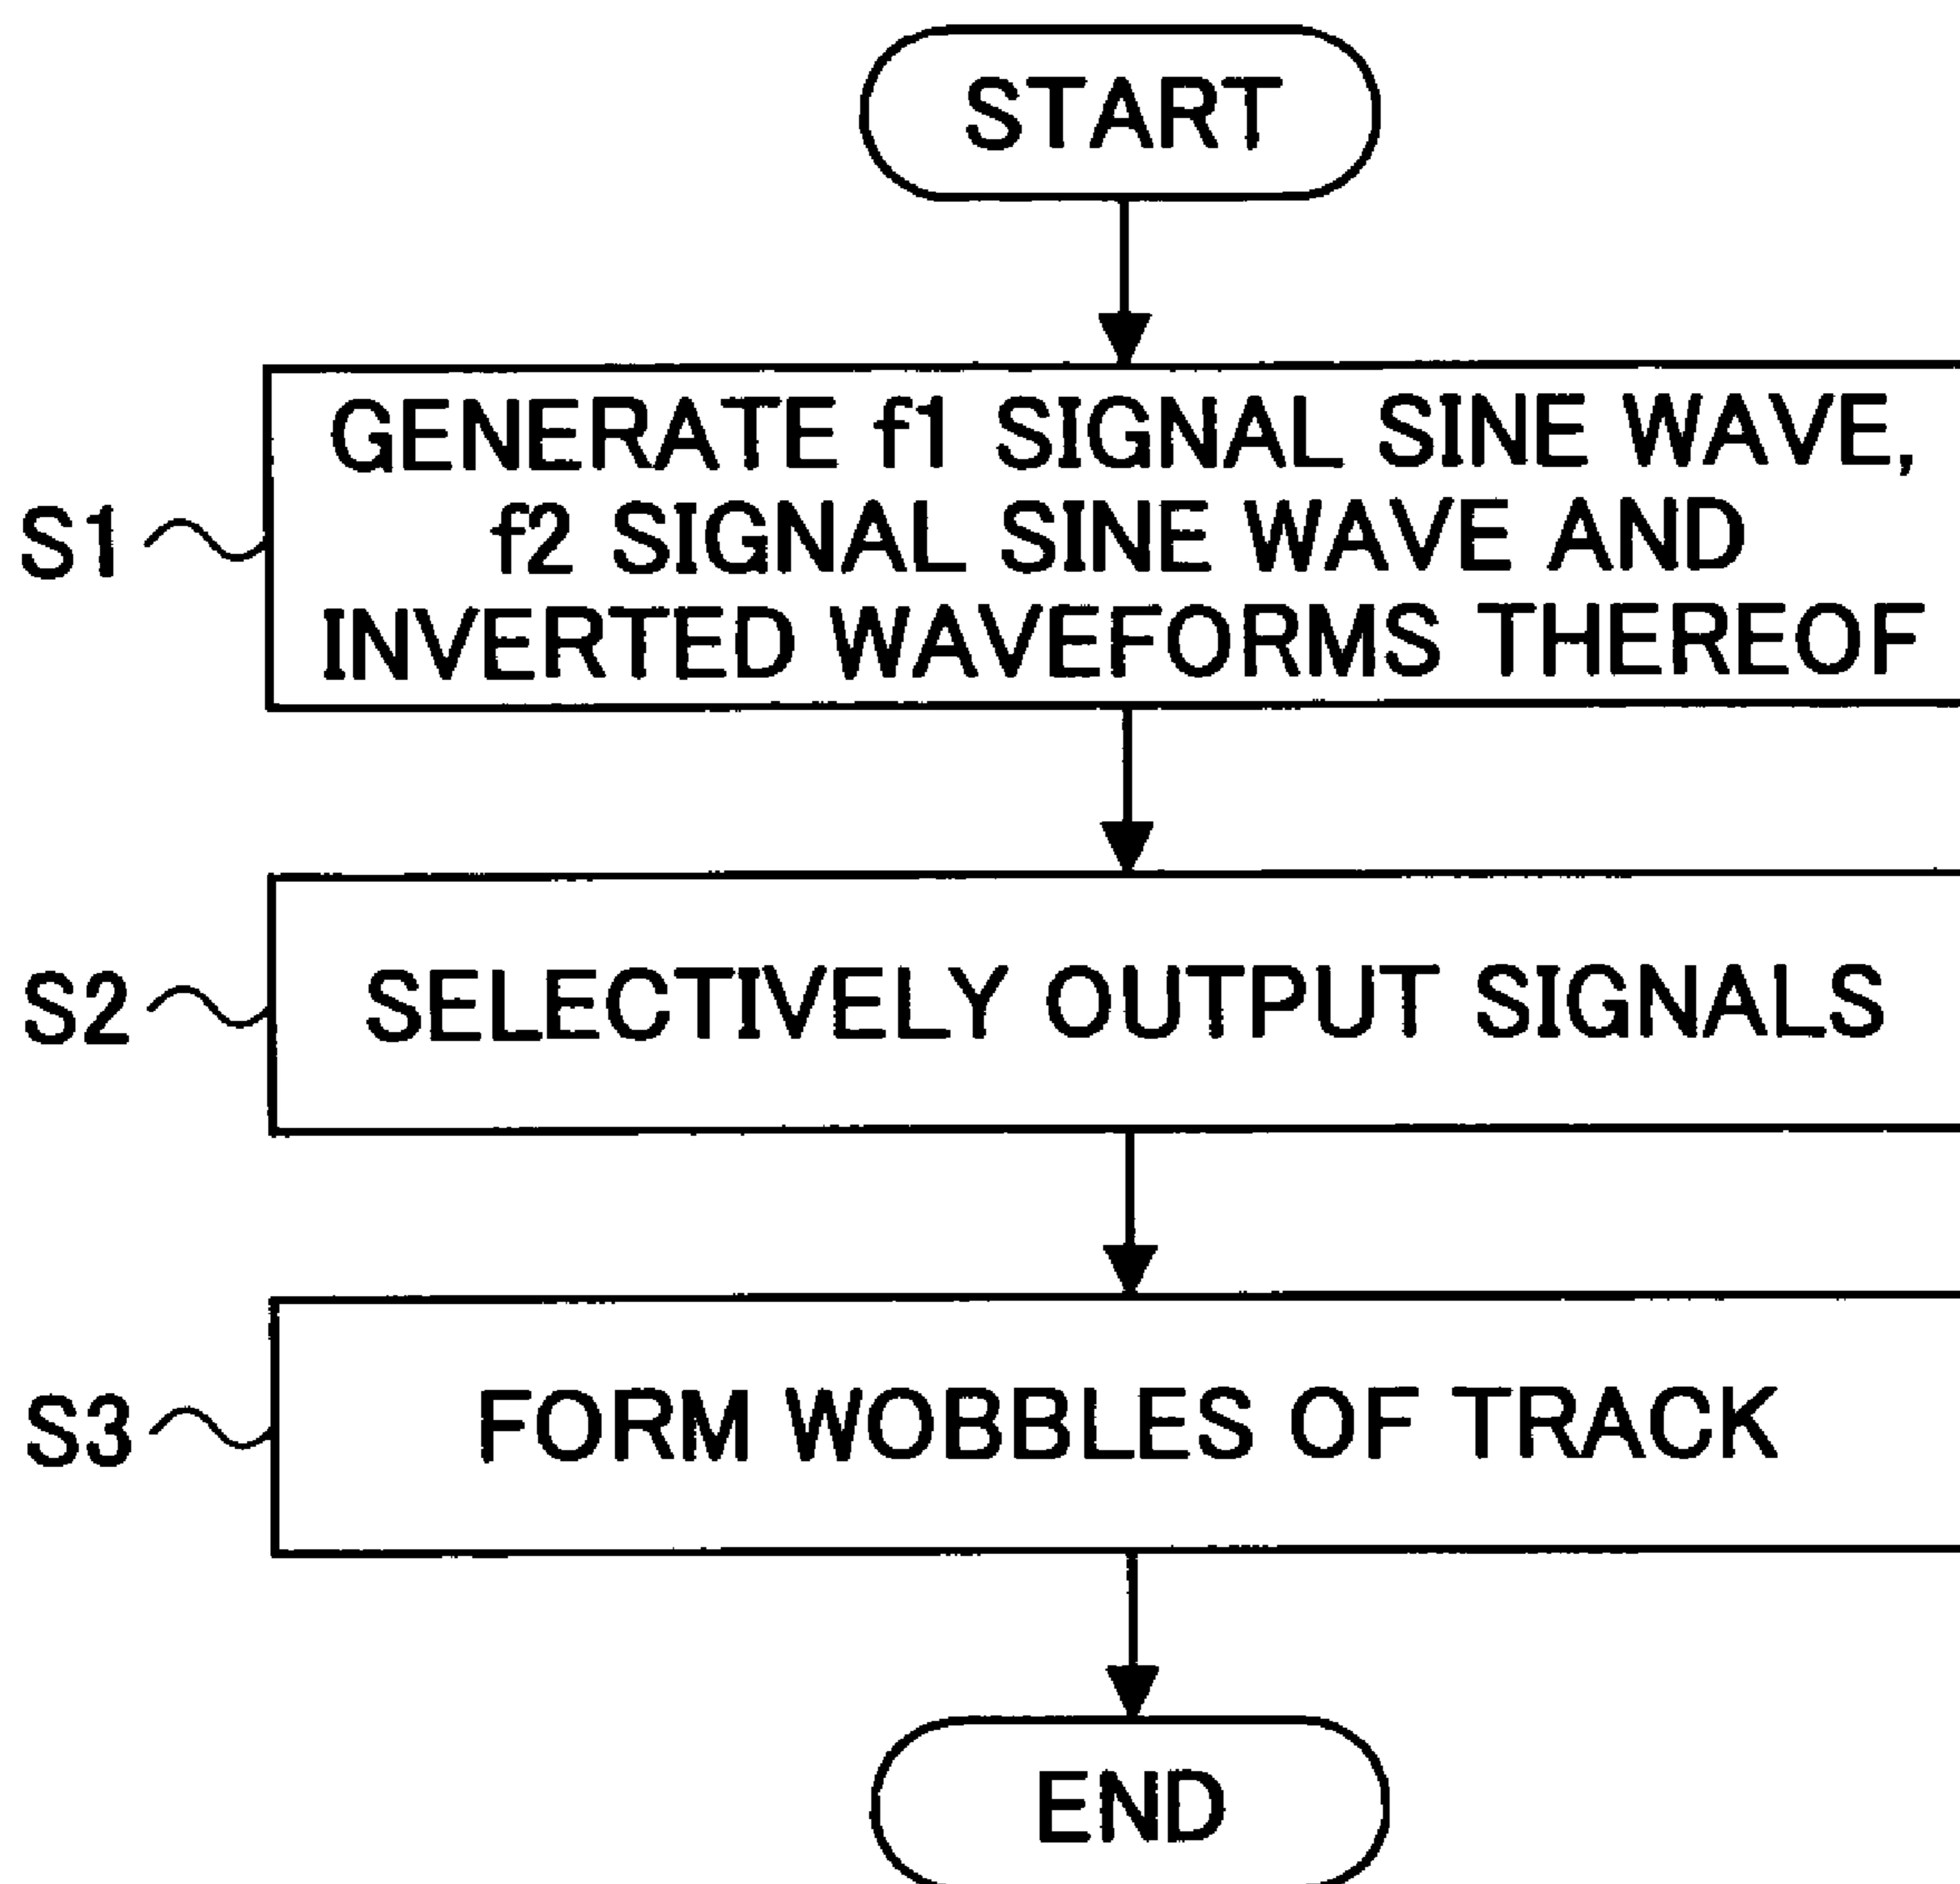 START
S1
GENERATE f1 SIGNAL SINE WAVE,
f2 SIGNAL SINE WAVE AND
INVERTED WAVEFORMS THEREOF
S2
SELECTIVELY OUTPUT SIGNALS
S3
FORM WOBBLES OF TRACK
END